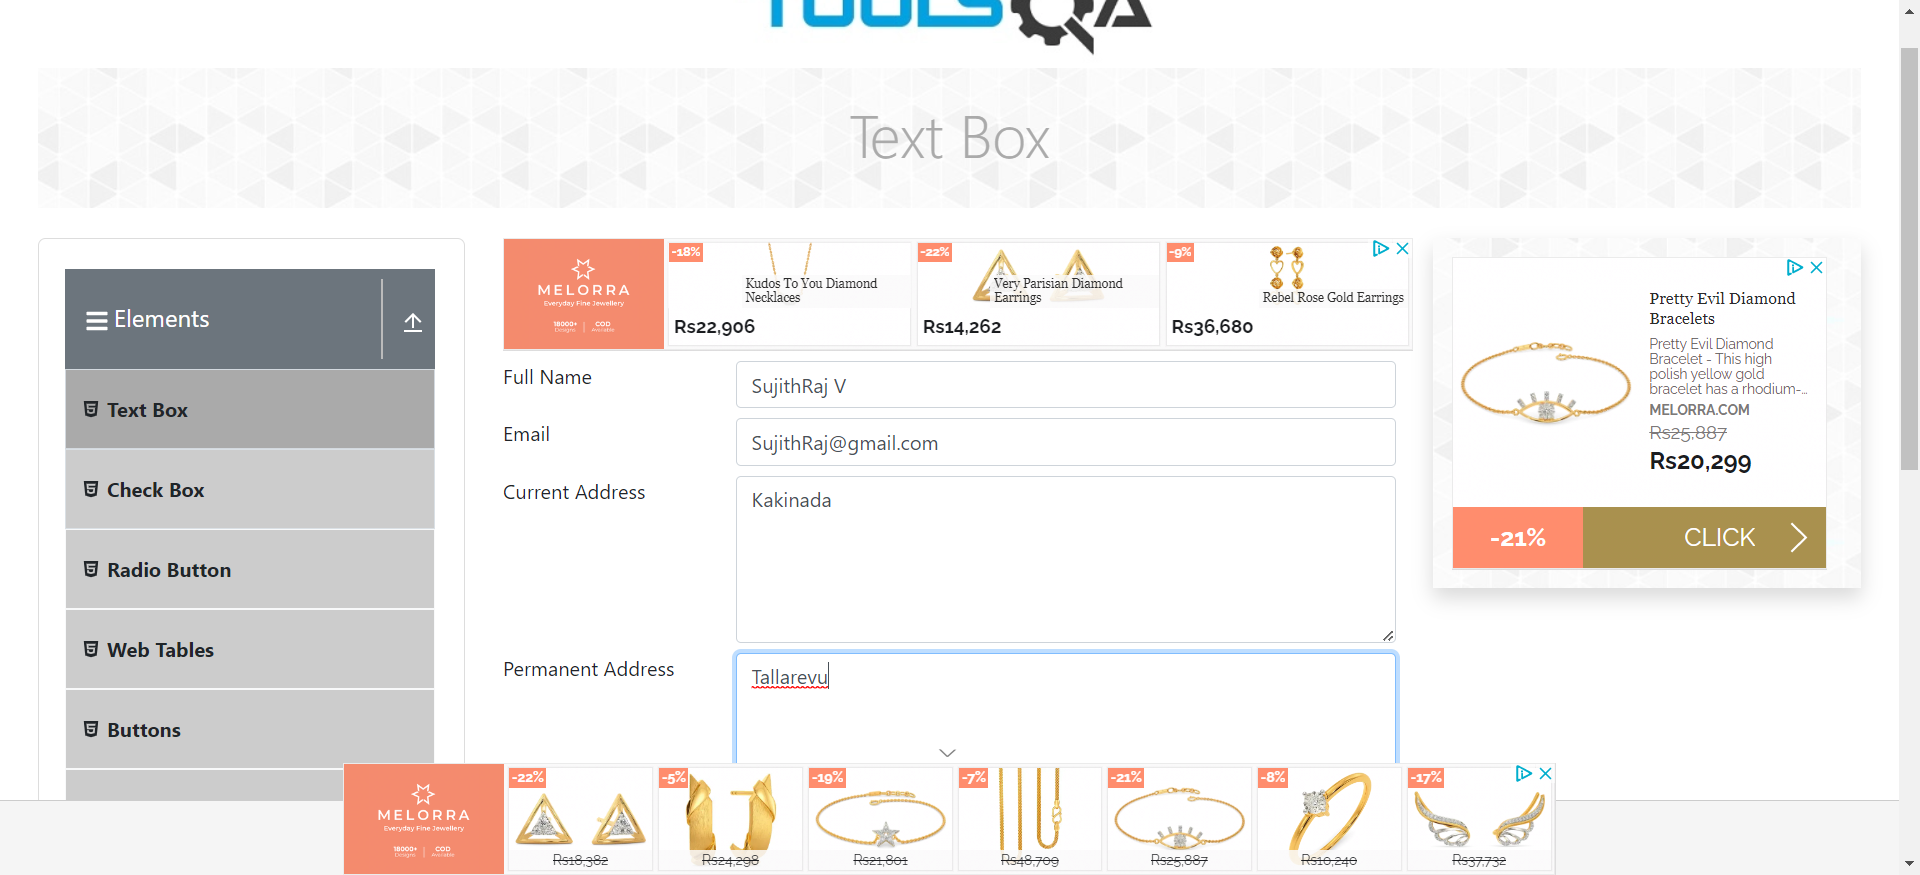 TOOLSQA
Text Box
Elements
Text Box
Check Box
Radio Button
Web Tables
Buttons
MELORRA
Everyday Fine Jewellery
18000+
Designs
COD
Available
-18%
Kudos To You Diamond
Necklaces
Rs22,906
-22%
Very Parisian Diamond
Earrings
Rs14,262
-9%
Rebel Rose Gold Earrings
Rs36,680
Full Name
SujithRaj V
Email
SujithRaj@gmail.com
Current Address
Kakinada
Permanent Address
Tallarevu
Pretty Evil Diamond
Bracelets
Pretty Evil Diamond
Bracelet - This high
polish yellow gold
bracelet has a rhodium-...
MELORRA.COM
Rs25,887
Rs20,299
-21%
CLICK
MELORRA
Everyday Fine Jewellery
18000+
Designs
COD
Available
-22%
Rs18,382
-5%
Rs24,298
-19%
Rs21,801
-7%
Rs48,709
-21%
Rs25,887
-8%
Rs10,240
-17%
Rs37,732